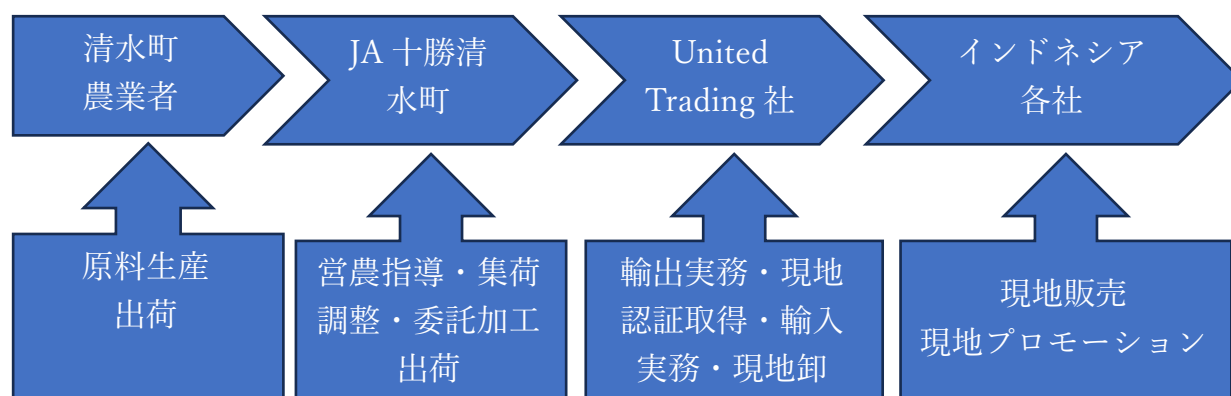 清水町
農業者
JA 十勝清
水町
United
Trading 社
インドネシア
各社
原料生産
出荷
営農指導・集荷
調整・委託加工
出荷
輸出実務・現地
認証取得・輸入
実務・現地卸
現地販売
現地プロモーション